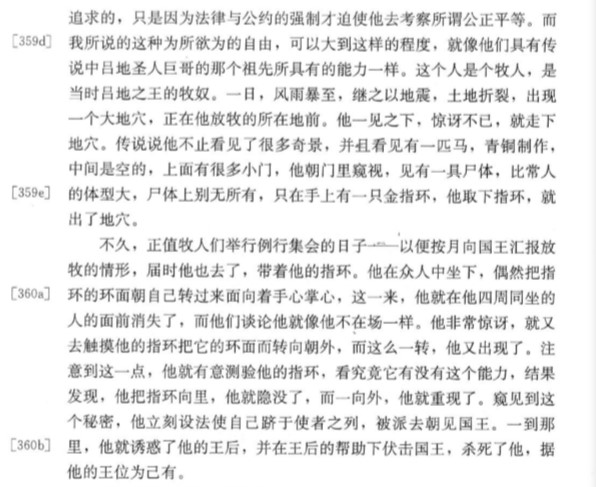 追求的，只是因为法律与公约的强制才迫使他去考察所谓公正平等。而
[359d] 我所说的这种为所欲为的自由，可以大到这样的程度，就像他们具有传
说中吕地圣人巨哥的那个祖先所具有的能力一样。这个人是个牧人，是
当时吕地之王的牧奴。一日，风雨暴至，继之以地震，土地折裂，出现
一个大地穴，正在他放牧的所在地前。他一见之下，惊讶不已，就走下
地穴。传说说他不止看见了很多奇景，并且看见有一匹马，青铜制作，
中间是空的，上面有很多小门，他朝门里窥视，见有一具尸体，比常人
[359e] 的体型大，尸体上别无所有，只在手上有一只金指环，他取下指环，就
出了地穴。
不久，正值牧人们举行例行集会的日子——以便按月向国王汇报放
牧的情形，届时他也去了，带着他的指环。他在众人中坐下，偶然把指
[360a] 环的环面朝自己转过来面向着手心掌心，这一来，他就在他四周同坐的
人的面前消失了，而他们谈论他就像他不在场一样。他非常惊讶，就又
去触摸他的指环把它的环面而转向朝外，而这么一转，他又出现了。注
意到这一点，他就有意测验他的指环，看究竟它有没有这个能力，结果
发现，他把指环向里，他就隐没了，而一向外，他就重现了。窥见到这
个秘密，他立刻设法使自己跻于使者之列，被派去朝见国王。一到那
[360b] 里，他就诱惑了他的王后，并在王后的帮助下伏击国王，杀死了他，据
他的王位为己有。